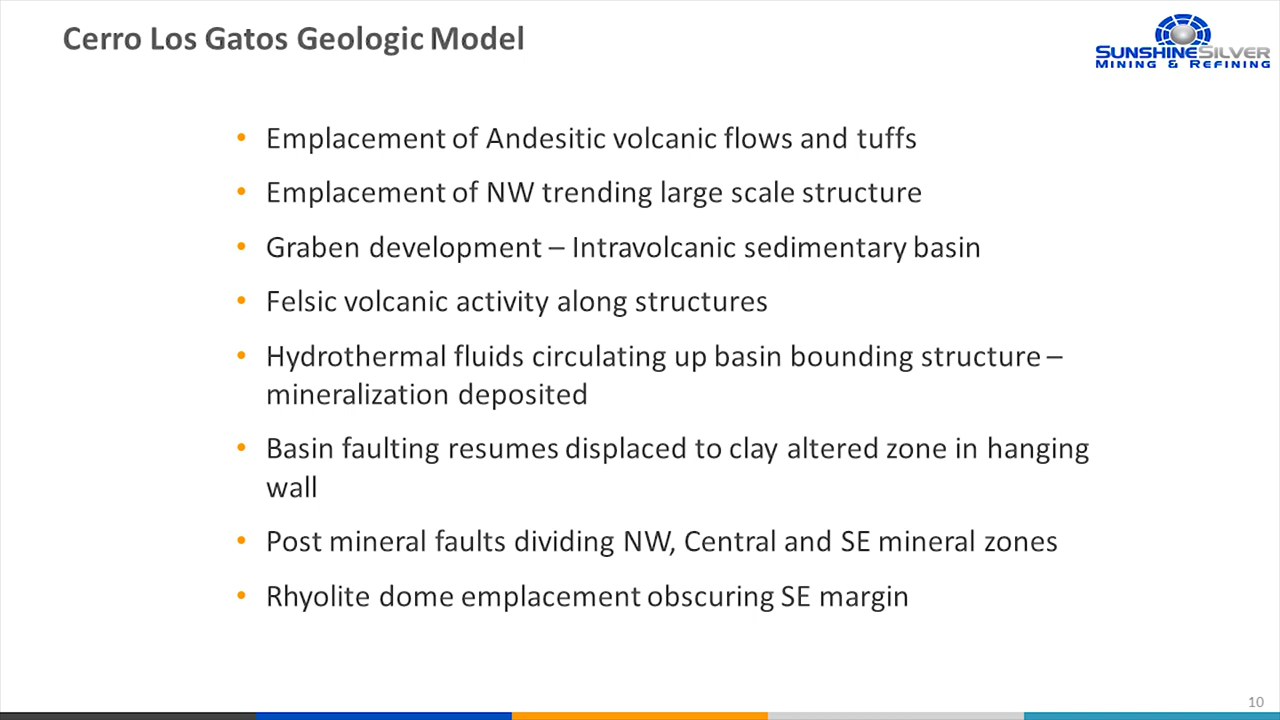 Cerro Los Gatos Geologic Model
SUNSHINE SILVER
MINING & REFINING
• Emplacement of Andesitic volcanic flows and tuffs
• Emplacement of NW trending large scale structure
• Graben development – Intravolcanic sedimentary basin
• Felsic volcanic activity along structures
• Hydrothermal fluids circulating up basin bounding structure –
mineralization deposited
• Basin faulting resumes displaced to clay altered zone in hanging
wall
• Post mineral faults dividing NW, Central and SE mineral zones
• Rhyolite dome emplacement obscuring SE margin
10